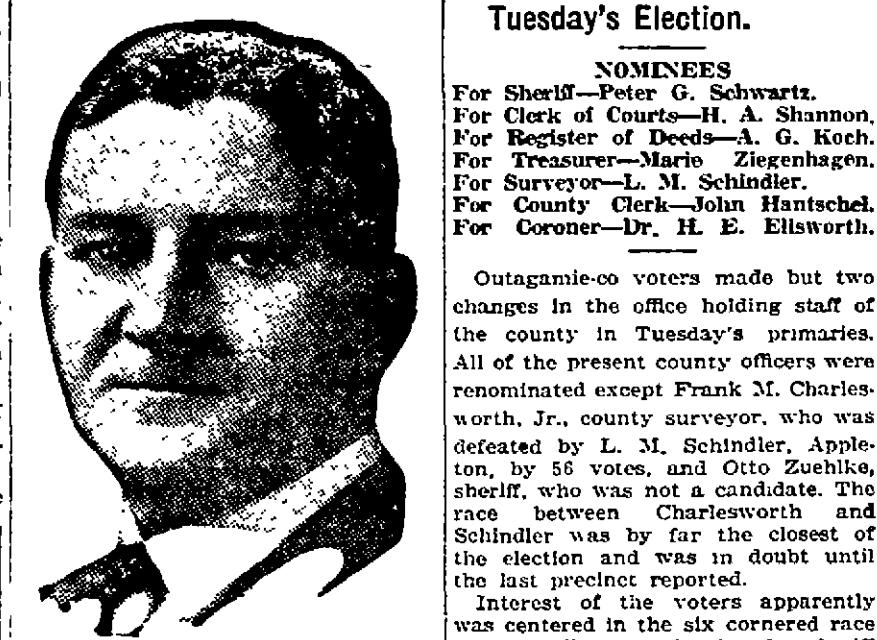 Tuesday's Election.
NOMINEES
For Sheriff—Peter G. Schwartz.
For Clerk of Courts—H. A. Shannon.
For Register of Deeds—A. G. Koch.
For Treasurer—Marie Ziegenhagen.
For Surveyor—L. M. Schindler.
For County Clerk—John Hantschel.
For Coroner—Dr. H. E. Ellsworth.
Outagamie-co voters made but two
changes in the office holding staff of
the county in Tuesday's primaries.
All of the present county officers were
renominated except Frank M. Charles-
worth, Jr., county surveyor, who was
defeated by L. M. Schindler, Apple-
ton, by 56 votes, and Otto Zuehlke,
sheriff, who was not a candidate. The
race between Charlesworth and
Schindler was by far the closest of
the election and was in doubt until
the last precinct reported.
Interest of the voters apparently
was centered in the six cornered race